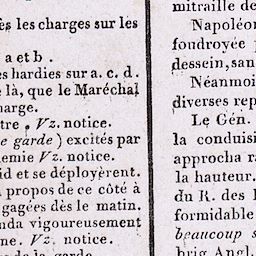 ès les charges sur les
a et b .
s hardies sur a. c. d.
e là, que le Maréchal
harge.
tre . Vz. notice.
e garde ) excités par
emie Vz. notice.
id et se déployèrent.
A propos de ce côté à
gagées dès le matin.
nda vigoureusement
ne. Vz. notice.
de la garde
mitraille de
Napoléon
foudroyée p
dessein, san
Néanmoi
diverses rep
Le Gén.
la conduisi
approcha ra
la hauteur.
du R. des I
formidable
beaucoup s
brig Angl.